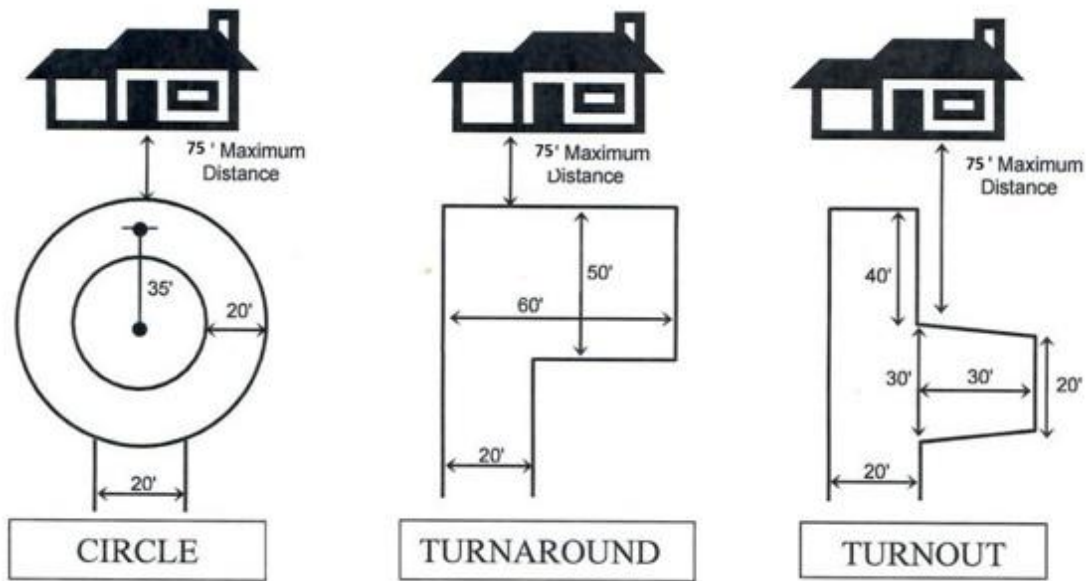 75' Maximum
Distance
35'
20'
20'
CIRCLE
75' Maximum
Distance
50'
60'
20'
TURNAROUND
75' Maximum
Distance
40'
30'
30'
20'
20'
TURNOUT